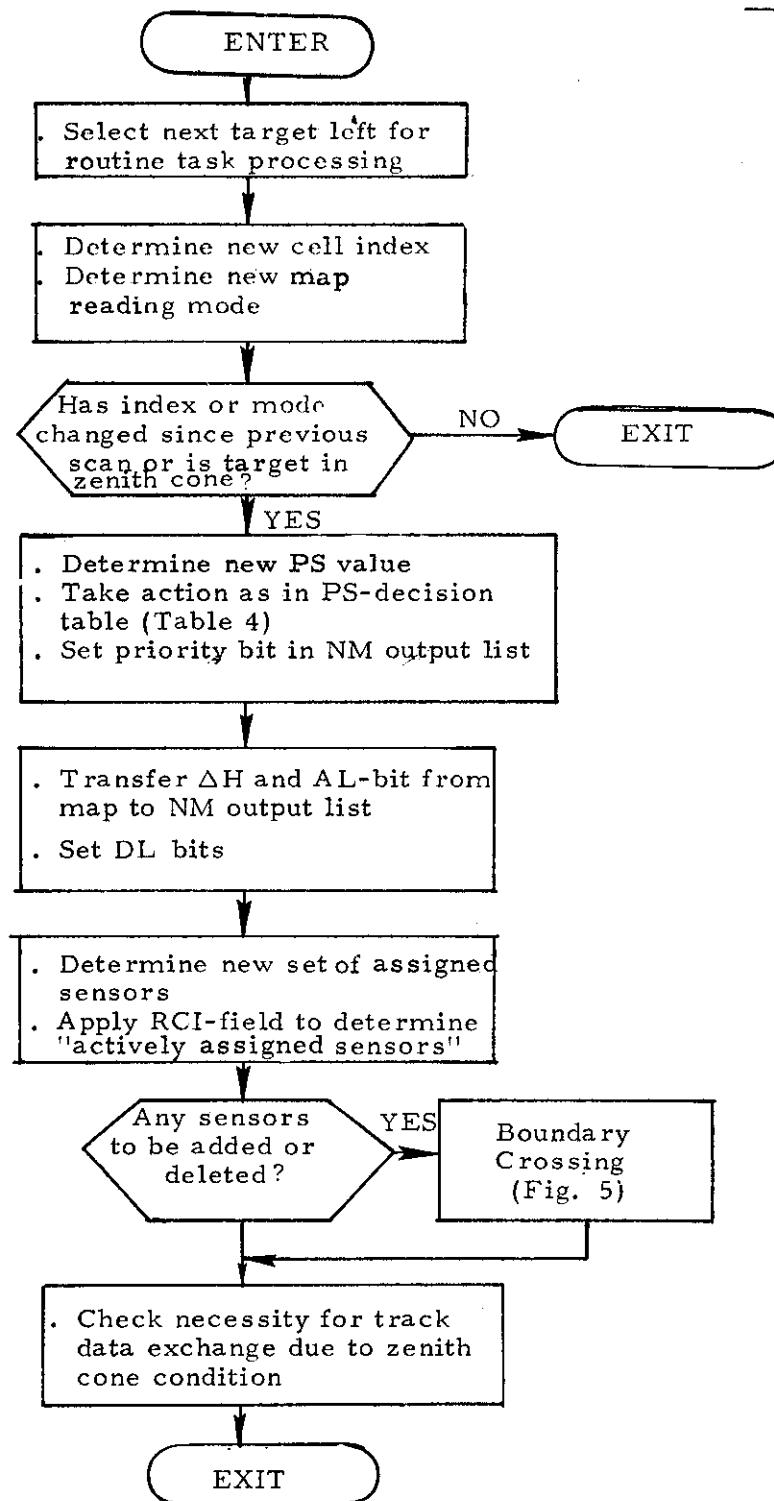 ENTER
. Select next target left for
routine task processing
. Determine new cell index
. Determine new map
reading mode
Has index or mode
changed since previous
scan or is target in
zenith cone?
NO
EXIT
YES
. Determine new PS value
. Take action as in PS-decision
table (Table 4)
. Set priority bit in NM output list
. Transfer ΔH and AL-bit from
map to NM output list
. Set DL bits
. Determine new set of assigned
sensors
. Apply RCI-field to determine
"actively assigned sensors"
Any sensors
to be added or
deleted?
YES
Boundary
Crossing
(Fig. 5)
. Check necessity for track
data exchange due to zenith
cone condition
EXIT